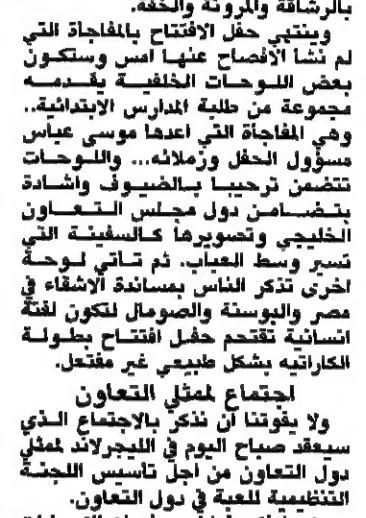 بالرشاقة والمرونة والخفة.
وينتهي حفل الافتتاح بالمفاجاة التي
لم نشأ الافصاح عنها امس وستكون
بعض اللوحات الخلفية يقدمه
مجموعة من طلبة المدارس الابتدائية..
وهي المفاجأة التي اعدها موسى عباس
مسؤول الحفل وزملائه... واللوحات
تتضمن ترحيبا بالضيوف واشادة
بتضامن دول مجلس التعاون
الخليجي وتصويرها كالسفينة التي
تسير وسط العباب. ثم تاتي لوحة
اخرى تذكر الناس بمساندة الاشقاء في
مصر والبوسنة والصومال لتكون لفتة
انسانية تقتحم حفل افتتاح بطولة
الكاراتيه بشكل طبيعي غير مفتعل.
اجتماع لممثلي التعاون
ولا يفوتنا أن نذكر بالاجتماع الذي
سيعقد صباح اليوم في الليجرلاند لممثلي
دول التعاون من اجل تأسيس اللجنة
التنظيمية للعبة في دول التعاون.